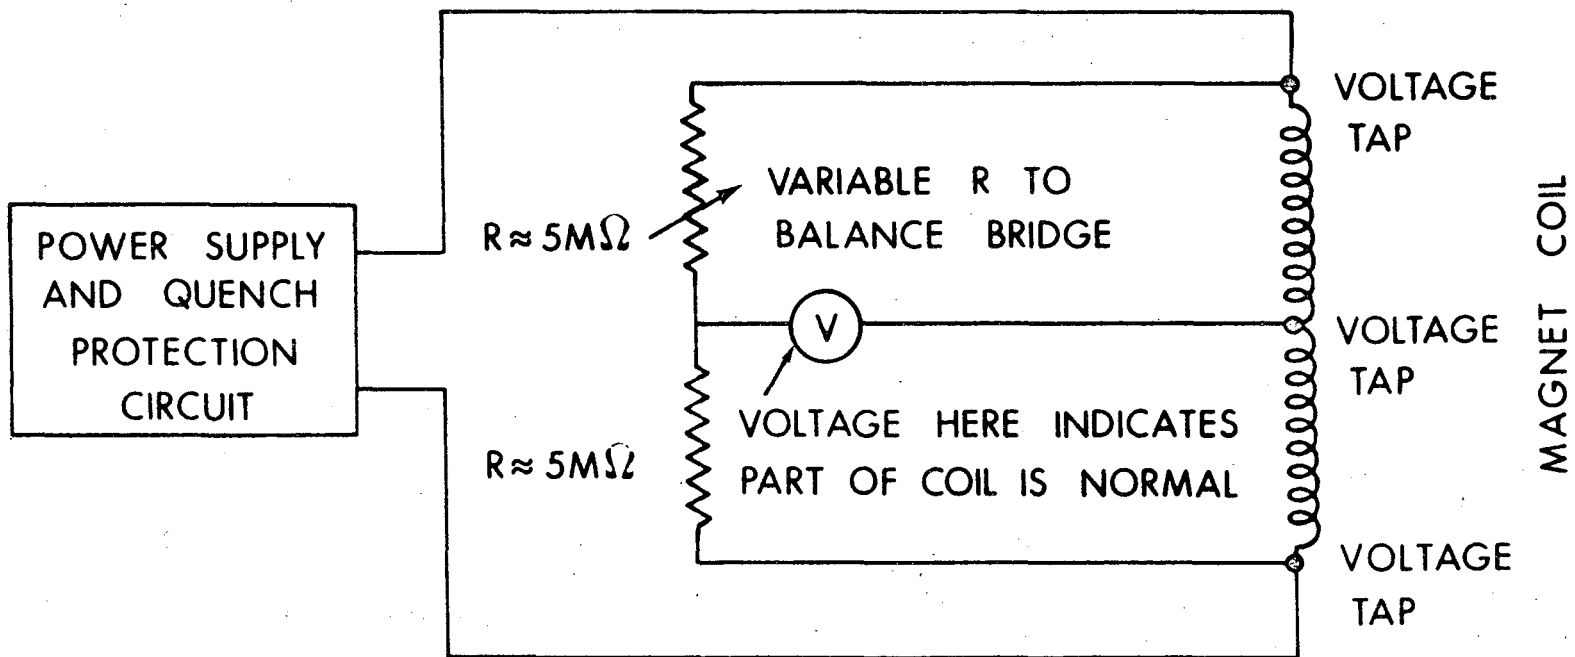 POWER SUPPLY
AND QUENCH
PROTECTION
CIRCUIT
R ≈ 5MΩ
VARIABLE R TO
BALANCE BRIDGE
V
R ≈ 5MΩ
VOLTAGE HERE INDICATES
PART OF COIL IS NORMAL
VOLTAGE
TAP
VOLTAGE
TAP
VOLTAGE
TAP
MAGNET COIL